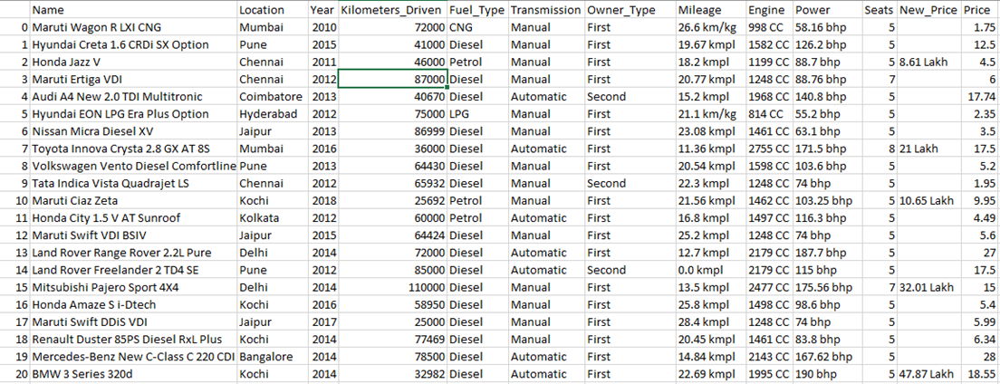 Name Location Year Kilometers_Driven Fuel_Type Transmission Owner_Type Mileage Engine Power Seats New_Price Price
0 Maruti Wagon R LXI CNG Mumbai 2010 72000 CNG Manual First 26.6 km/kg 998 CC 58.16 bhp 5 1.75
1 Hyundai Creta 1.6 CRDi SX Option Pune 2015 41000 Diesel Manual First 19.67 kmpl 1582 CC 126.2 bhp 5 12.5
2 Honda Jazz V Chennai 2011 46000 Petrol Manual First 18.2 kmpl 1199 CC 88.7 bhp 5 8.61 Lakh 4.5
3 Maruti Ertiga VDI Chennai 2012 87000 Diesel Manual First 20.77 kmpl 1248 CC 88.76 bhp 7 6
4 Audi A4 New 2.0 TDI Multitronic Coimbatore 2013 40670 Diesel Automatic Second 15.2 kmpl 1968 CC 140.8 bhp 5 17.74
5 Hyundai EON LPG Era Plus Option Hyderabad 2012 75000 LPG Manual First 21.1 km/kg 814 CC 55.2 bhp 5 2.35
6 Nissan Micra Diesel XV Jaipur 2013 86999 Diesel Manual First 23.08 kmpl 1461 CC 63.1 bhp 5 3.5
7 Toyota Innova Crysta 2.8 GX AT 8S Mumbai 2016 36000 Diesel Automatic First 11.36 kmpl 2755 CC 171.5 bhp 8 21 Lakh 17.5
8 Volkswagen Vento Diesel Comfortline Pune 2013 64430 Diesel Manual First 20.54 kmpl 1598 CC 103.6 bhp 5 5.2
9 Tata Indica Vista Quadrajet LS Chennai 2012 65932 Diesel Manual Second 22.3 kmpl 1248 CC 74 bhp 5 1.95
10 Maruti Ciaz Zeta Kochi 2018 25692 Petrol Manual First 21.56 kmpl 1462 CC 103.25 bhp 5 10.65 Lakh 9.95
11 Honda City 1.5 V AT Sunroof Kolkata 2012 60000 Petrol Automatic First 16.8 kmpl 1497 CC 116.3 bhp 5 4.49
12 Maruti Swift VDI BSIV Jaipur 2015 64424 Diesel Manual First 25.2 kmpl 1248 CC 74 bhp 5 5.6
13 Land Rover Range Rover 2.2L Pure Delhi 2014 72000 Diesel Automatic First 12.7 kmpl 2179 CC 187.7 bhp 5 27
14 Land Rover Freelander 2 TD4 SE Pune 2012 85000 Diesel Automatic Second 0.0 kmpl 2179 CC 115 bhp 5 17.5
15 Mitsubishi Pajero Sport 4X4 Delhi 2014 110000 Diesel Manual First 13.5 kmpl 2477 CC 175.56 bhp 7 32.01 Lakh 15
16 Honda Amaze S i-Dtech Kochi 2016 58950 Diesel Manual First 25.8 kmpl 1498 CC 98.6 bhp 5 5.4
17 Maruti Swift DDiS VDI Jaipur 2017 25000 Diesel Manual First 28.4 kmpl 1248 CC 74 bhp 5 5.99
18 Renault Duster 85PS Diesel RxL Plus Kochi 2014 77469 Diesel Manual First 20.45 kmpl 1461 CC 83.8 bhp 5 6.34
19 Mercedes-Benz New C-Class C 220 CDI Bangalore 2014 78500 Diesel Automatic First 14.84 kmpl 2143 CC 167.62 bhp 5 28
20 BMW 3 Series 320d Kochi 2014 32982 Diesel Automatic First 22.69 kmpl 1995 CC 190 bhp 5 47.87 Lakh 18.55